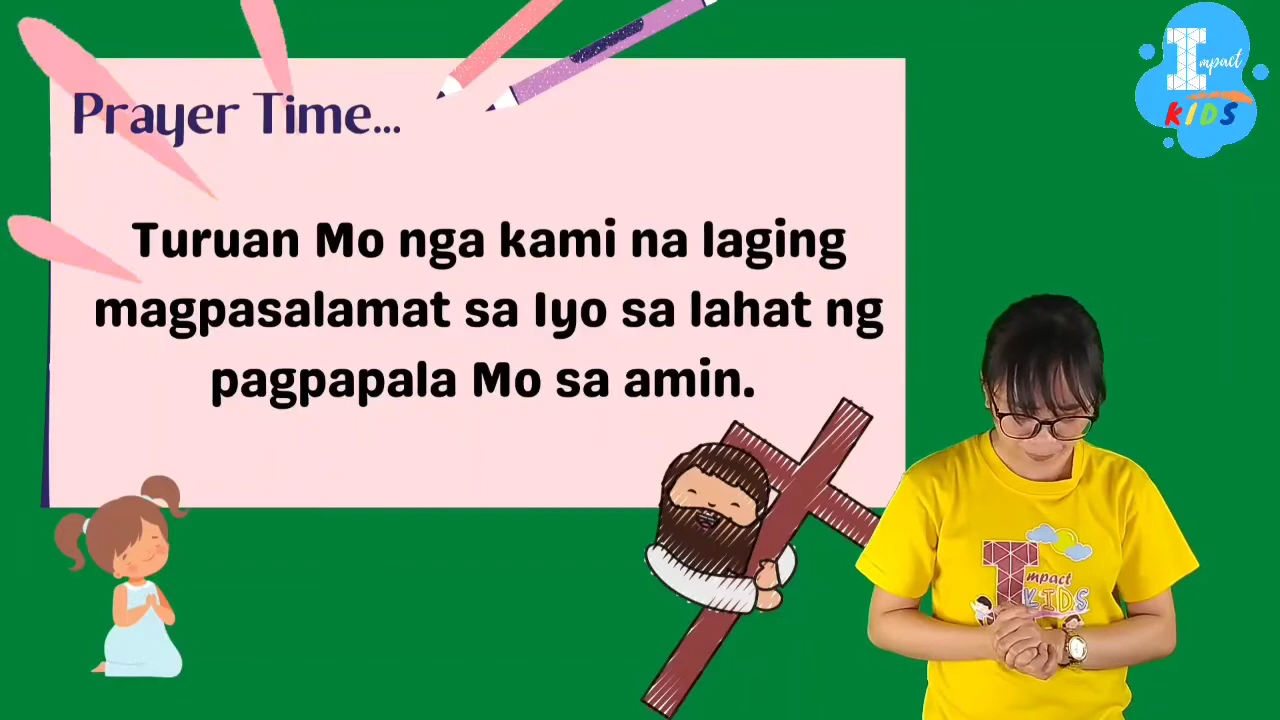 Prayer Time...
Turuan Mo nga kami na laging
magpasalamat sa Iyo sa lahat ng
pagpapala Mo sa amin.
Impact
KIDS
Impact
KIDS